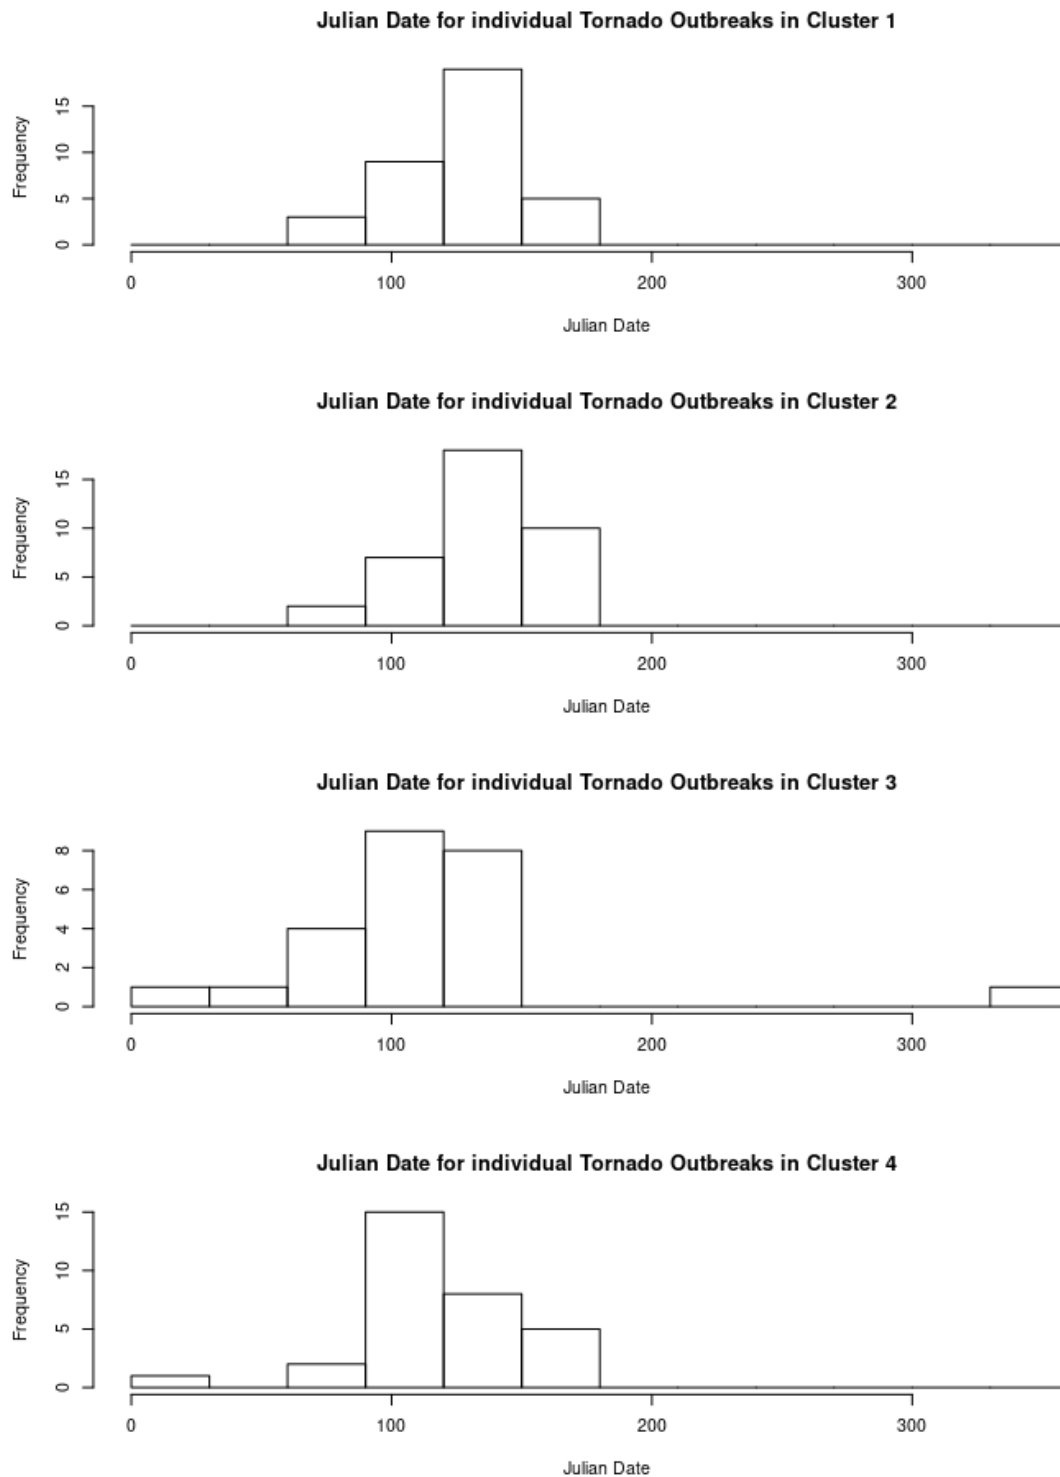 Julian Date for individual Tornado Outbreaks in Cluster 1
Frequency
15
10
5
0
0 100 200 300
Julian Date
Julian Date for individual Tornado Outbreaks in Cluster 2
Frequency
15
10
5
0
0 100 200 300
Julian Date
Julian Date for individual Tornado Outbreaks in Cluster 3
Frequency
8
6
4
2
0
0 100 200 300
Julian Date
Julian Date for individual Tornado Outbreaks in Cluster 4
Frequency
15
10
5
0
0 100 200 300
Julian Date